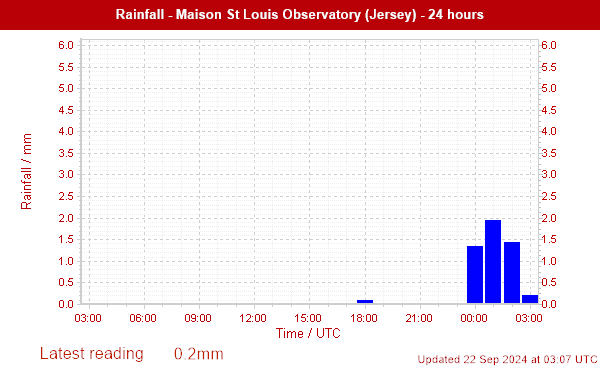 Rainfall - Maison St Louis Observatory (Jersey) - 24 hours
6.0 6.0
5.5 5.5
5.0 5.0
4.5 4.5
4.0 4.0
3.5 3.5
3.0 3.0
2.5 2.5
2.0 2.0
1.5 1.5
1.0 1.0
0.5 0.5
0.0 0.0
Rainfall / mm
03:00 06:00 09:00 12:00 15:00 18:00 21:00 00:00 03:00
Time / UTC
Latest reading 0.2mm
Updated 22 Sep 2024 at 03:07 UTC